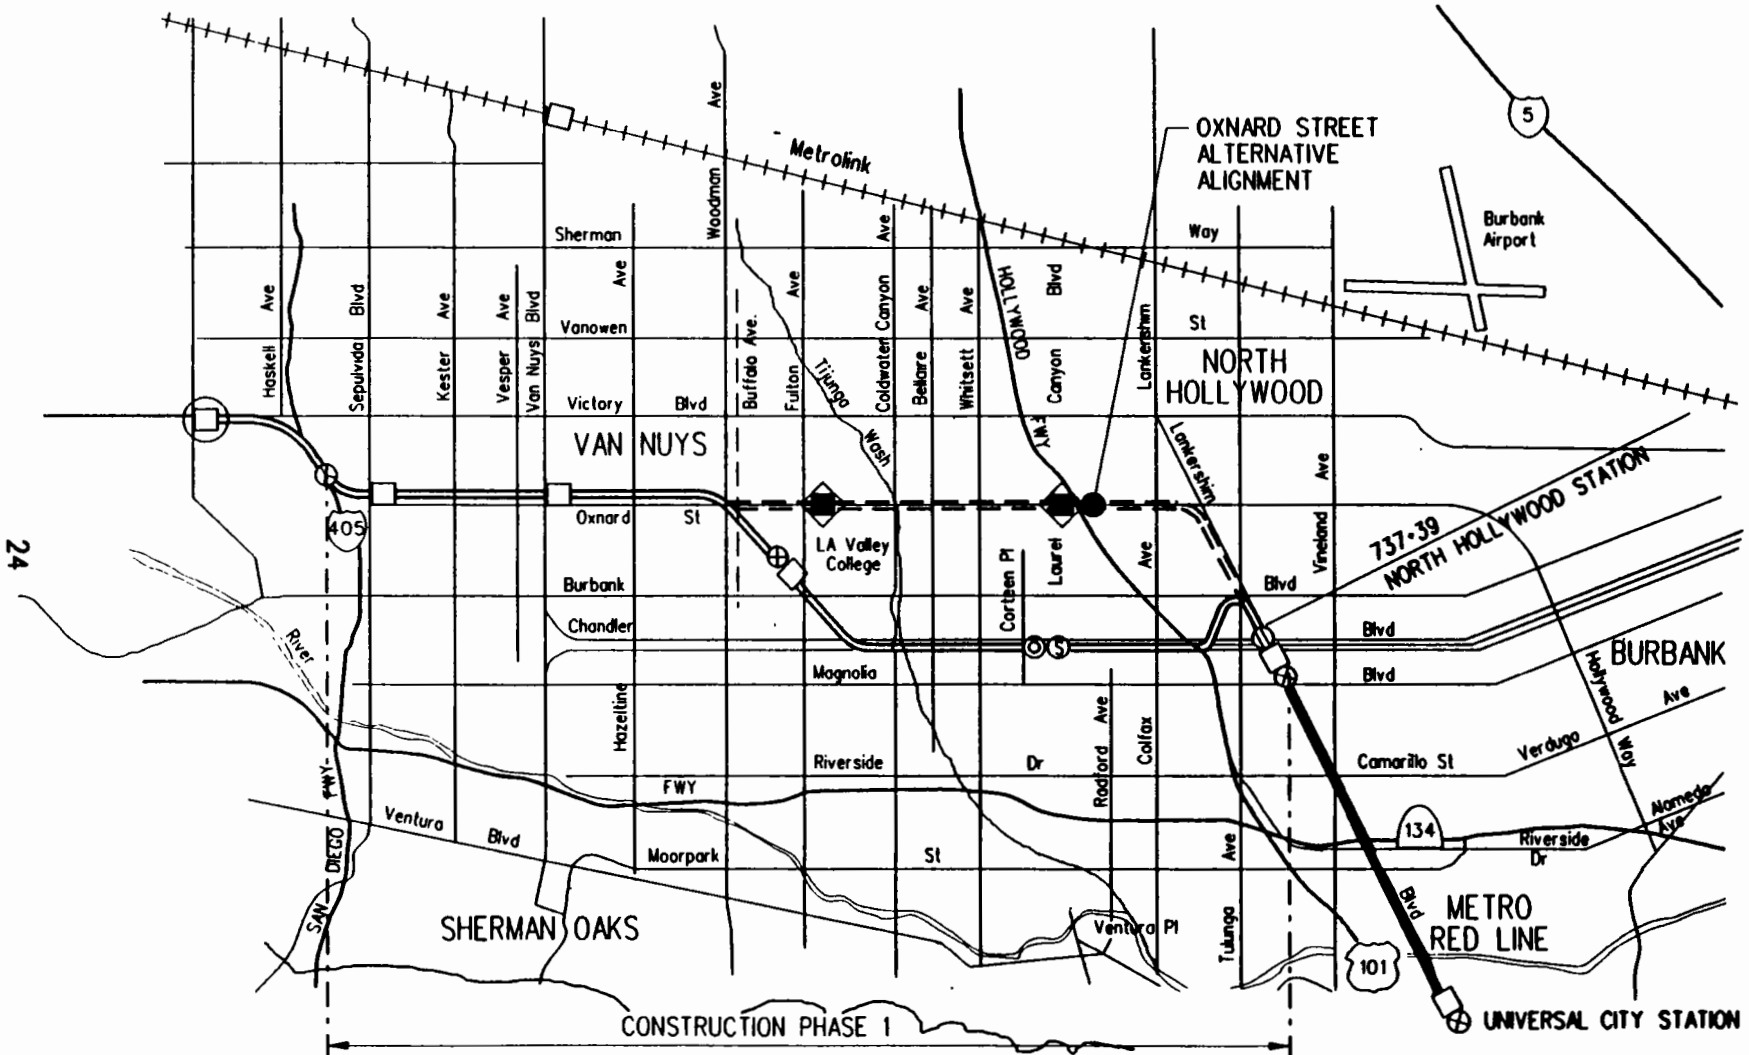 OXNARD STREET
ALTERNATIVE
ALIGNMENT
5
Metrolink
Burbank
Airport
Sherman
Way
Woodman
Ave
Haskell
Ave
Sepulvida
Blvd
Kester
Ave
Vesper
Ave
Van Nuys
Blvd
Ave
Buffalo Ave.
Fulton
Ave
Tijunga
Wash
Coldwater Canyon
Ave
Bellaire
Ave
Whitsett
Ave
HOLLYWOOD
FWY
Canyon
Blvd
Lankershim
Vanowen
St
NORTH
HOLLYWOOD
Victory
Blvd
VAN NUYS
Lankershim
Vineland
Ave
737+39
NORTH HOLLYWOOD STATION
Oxnard
St
405
LA Valley
College
Corteen Pl
Laurel
Ave
Burbank
Blvd
Chandler
Blvd
River
Magnolia
Blvd
BURBANK
Hollywood
Way
Hazeltine
Radford
Ave
Colfax
Riverside
Dr
Camarillo St
Verdugo
Ave
FWY
Alameda
Ave
Ventura
Blvd
134
Riverside
Dr
Moorpark
St
SAN DIEGO FWY
SHERMAN OAKS
Ventura Pl
Tulunga
Ave
Blvd
METRO
RED LINE
101
CONSTRUCTION PHASE 1
UNIVERSAL CITY STATION
S
24